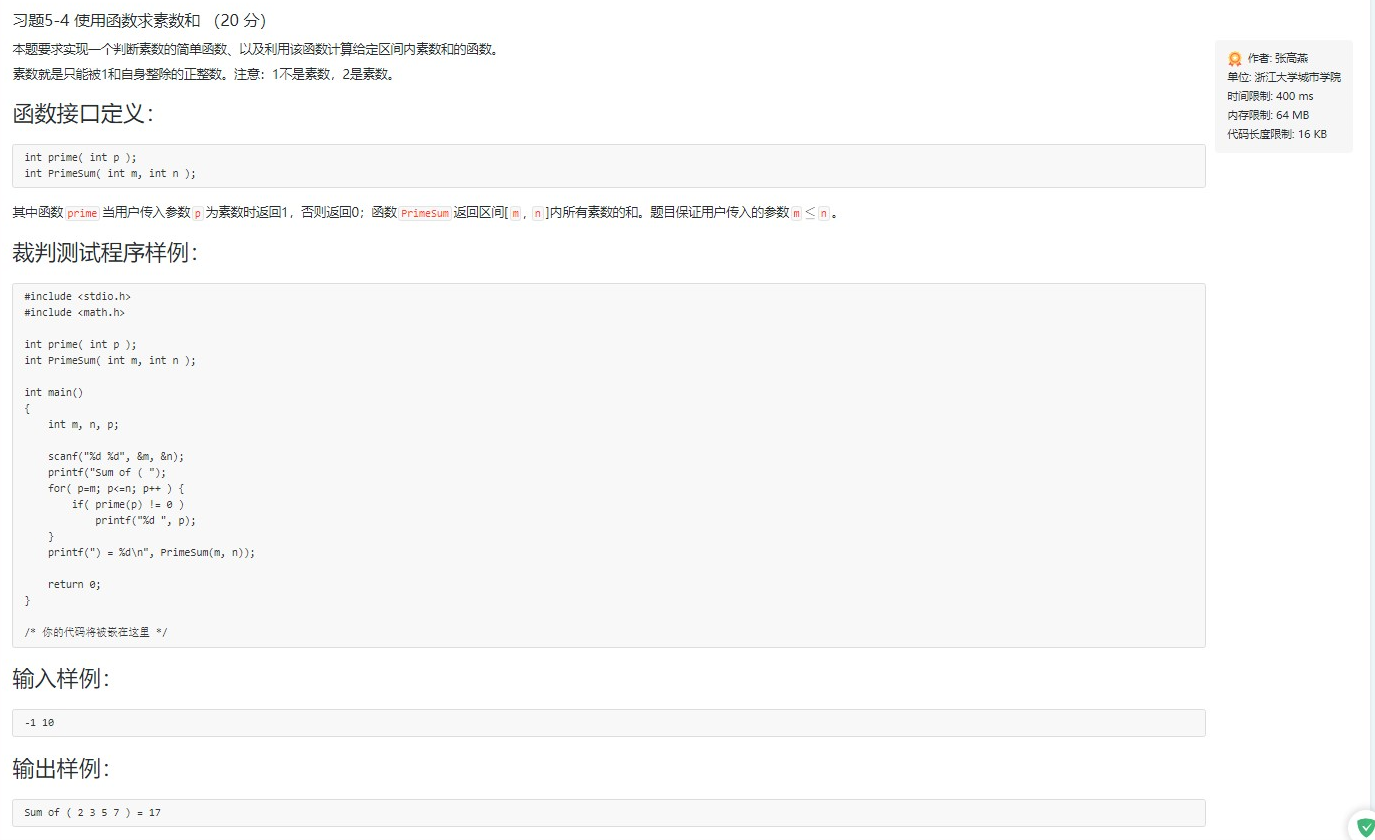 习题5-4 使用函数求素数和 （20 分）
本题要求实现一个判断素数的简单函数、以及利用该函数计算给定区间内素数和的函数。
素数就是只能被1和自身整除的正整数。注意：1不是素数，2是素数。
函数接口定义：
int prime( int p );
int PrimeSum( int m, int n );
其中函数prime当用户传入参数p为素数时返回1，否则返回0；函数PrimeSum返回区间[m, n]内所有素数的和。题目保证用户传入的参数m≤n。
裁判测试程序样例：
#include <stdio.h>
#include <math.h>
int prime( int p );
int PrimeSum( int m, int n );
int main()
{
    int m, n, p;
    scanf("%d %d", &m, &n);
    printf("Sum of ( ");
    for( p=m; p<=n; p++ ) {
        if( prime(p) != 0 )
            printf("%d ", p);
    }
    printf(") = %d\n", PrimeSum(m, n));
    return 0;
}
/* 你的代码将被嵌在这里 */
输入样例：
-1 10
输出样例：
Sum of ( 2 3 5 7 ) = 17
作者: 张高燕
单位: 浙江大学城市学院
时间限制: 400 ms
内存限制: 64 MB
代码长度限制: 16 KB